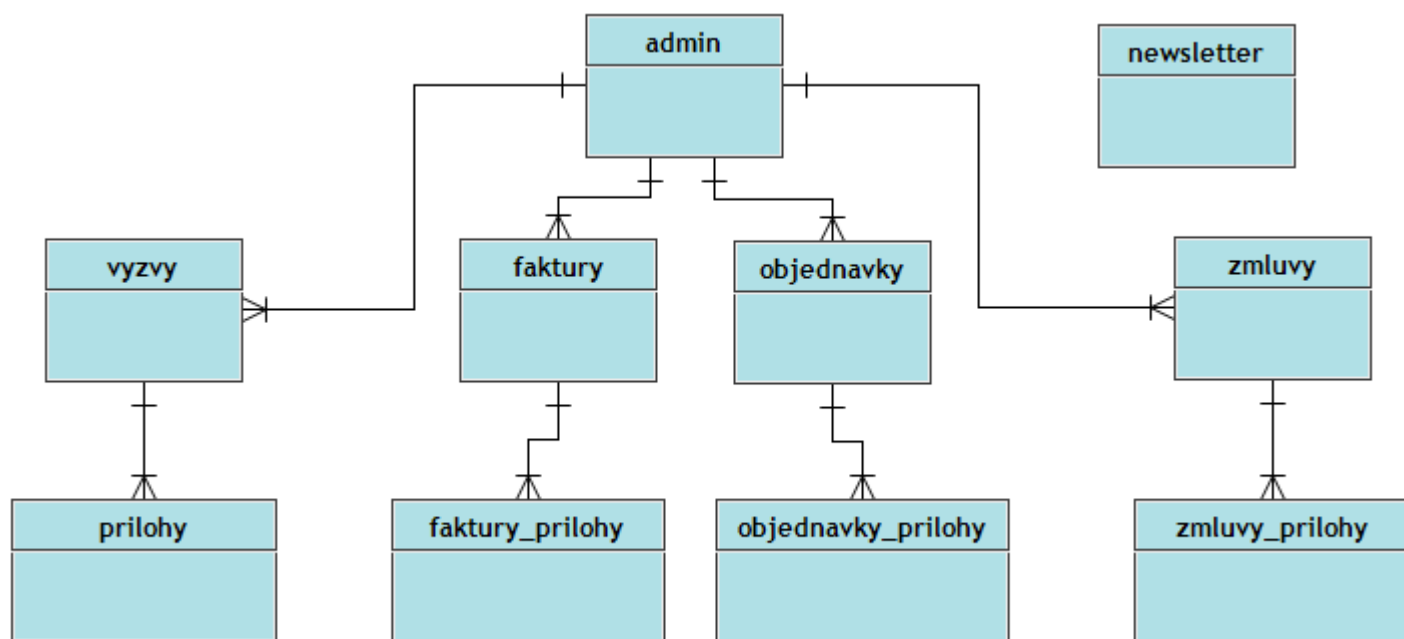 admin
newsletter
vyzvy
faktury
objednavky
zmluvy
prilohy
faktury_prilohy
objednavky_prilohy
zmluvy_prilohy